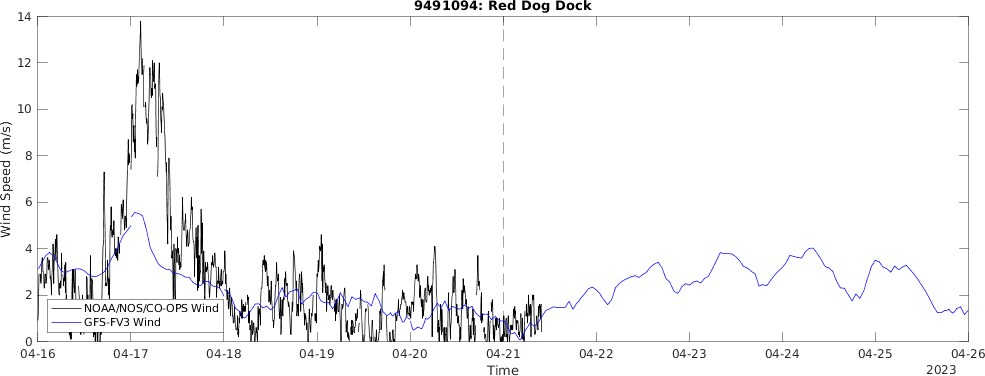 9491094: Red Dog Dock
Wind Speed (m/s)
14
12
10
8
6
4
2
0
NOAA/NOS/CO-OPS Wind
GFS-FV3 Wind
04-16 04-17 04-18 04-19 04-20 04-21 04-22 04-23 04-24 04-25 04-26
Time
2023